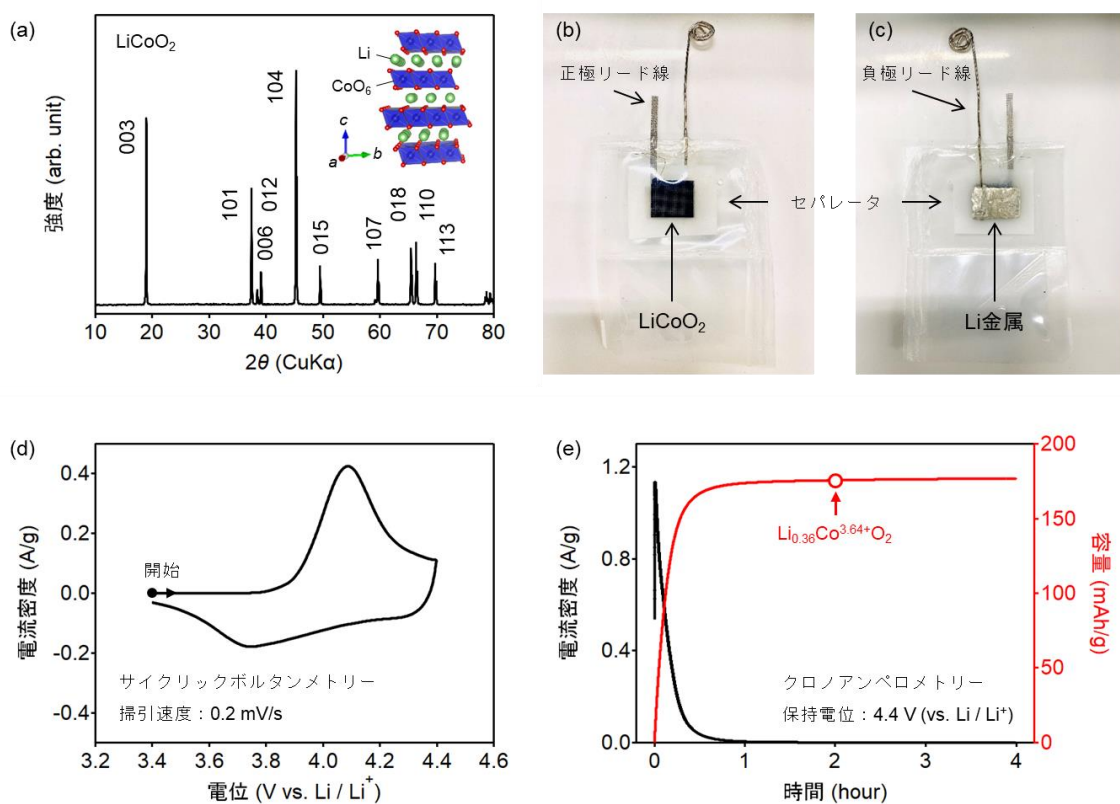 (a)
LiCoO₂
Li
CoO₆
c
a
b
003
101
006
012
104
015
107
018
110
113
強度 (arb. unit)
10 20 30 40 50 60 70 80
2θ (CuKα)
(b)
正極リード線
LiCoO₂
(c)
負極リード線
セパレータ
Li金属
(d)
開始
サイクリックボルタンメトリー
掃引速度：0.2 mV/s
電流密度 (A/g)
0.4
0.2
0.0
-0.2
-0.4
3.2 3.4 3.6 3.8 4.0 4.2 4.4 4.6
電位 (V vs. Li / Li⁺)
(e)
電流密度 (A/g)
1.2
0.8
0.4
0.0
Li₀.₃₆Co³·⁶⁴⁺O₂
クロノアンペロメトリー
保持電位：4.4 V (vs. Li / Li⁺)
200
150
100
50
0
容量 (mAh/g)
0 1 2 3 4
時間 (hour)